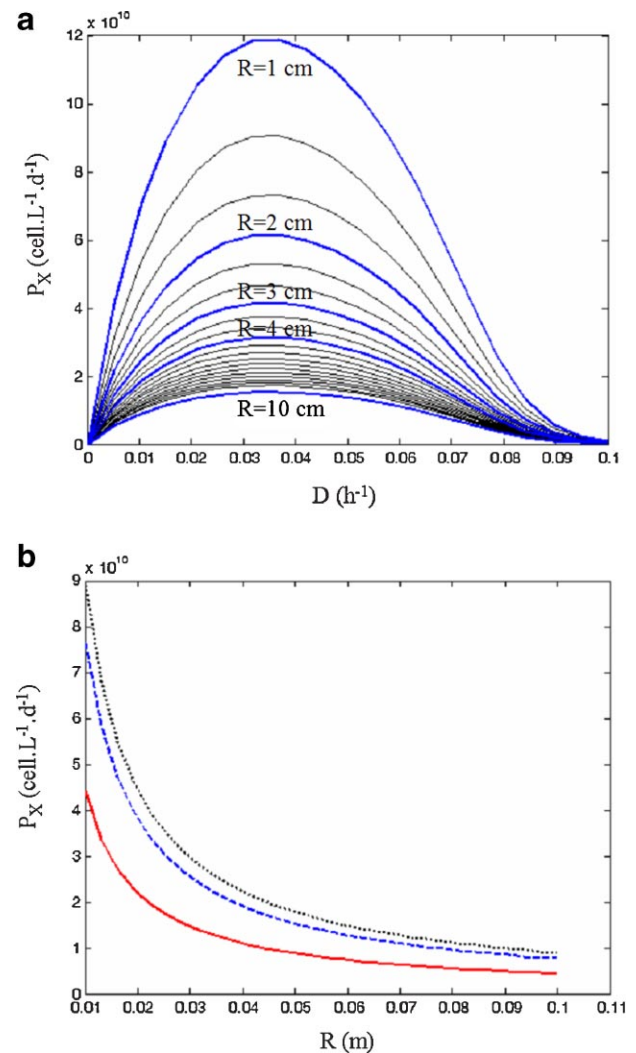 a
x 10¹⁰
12
10
8
6
4
2
0
R=1 cm
R=2 cm
R=3 cm
R=4 cm
R=10 cm
P_X (cell.L⁻¹.d⁻¹)
0 0.01 0.02 0.03 0.04 0.05 0.06 0.07 0.08 0.09 0.1
D (h⁻¹)
b
x 10¹⁰
9
8
7
6
5
4
3
2
1
0
P_X (cell.L⁻¹.d⁻¹)
0.01 0.02 0.03 0.04 0.05 0.06 0.07 0.08 0.09 0.1 0.11
R (m)